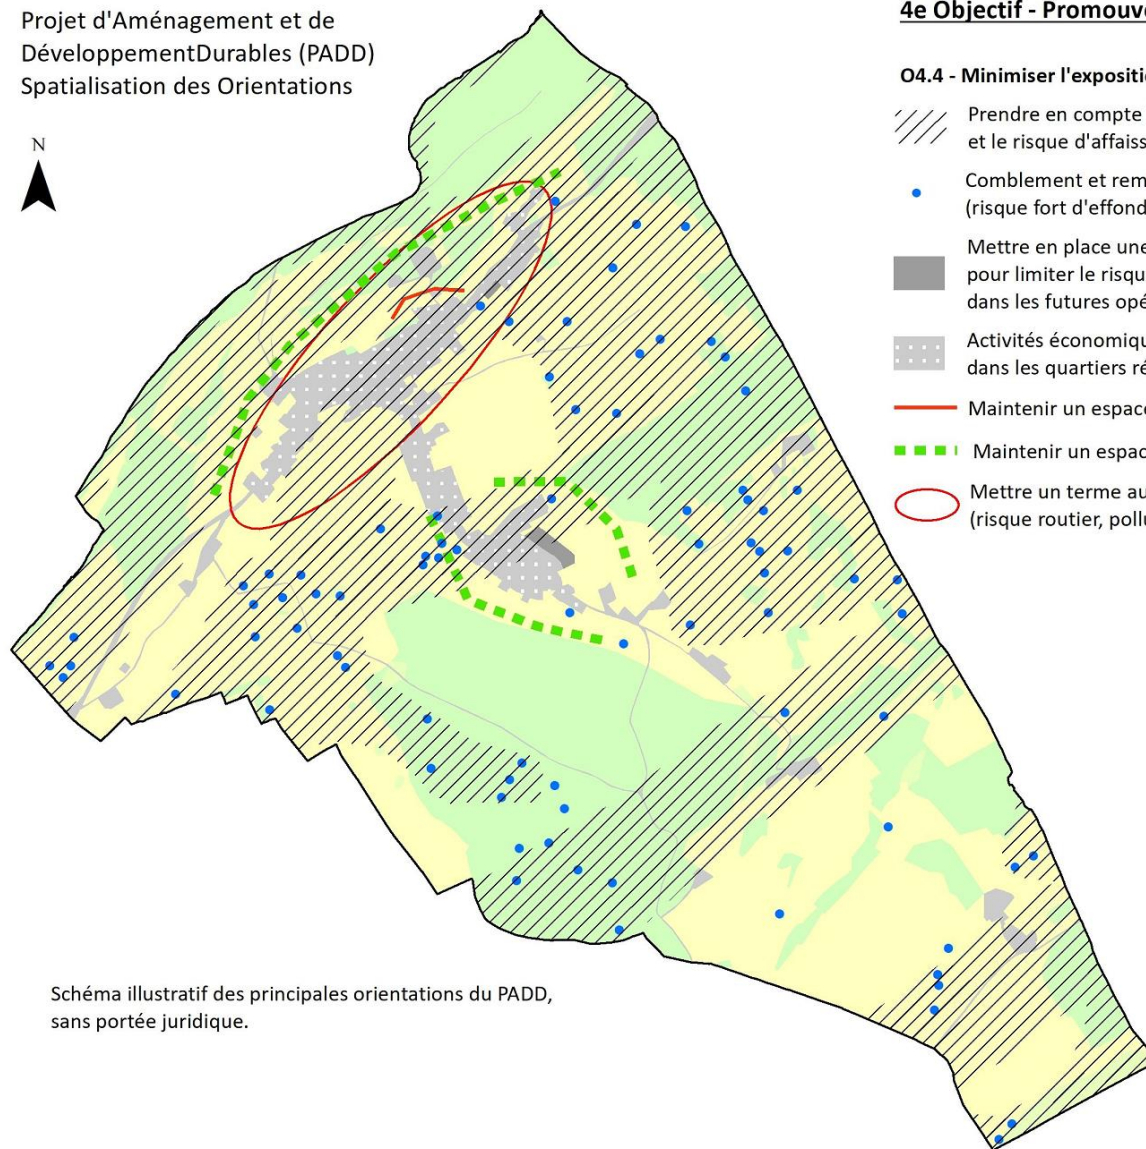 Projet d'Aménagement et de
DéveloppementDurables (PADD)
Spatialisation des Orientations
N
4e Objectif - Promouv
O4.4 - Minimiser l'expositi
Prendre en compte
et le risque d'affaiss
Comblement et rem
(risque fort d'effond
Mettre en place une
pour limiter le risqu
dans les futures opé
Activités économiqu
dans les quartiers ré
Maintenir un espac
Maintenir un espac
Mettre un terme au
(risque routier, pollu
Schéma illustratif des principales orientations du PADD,
sans portée juridique.